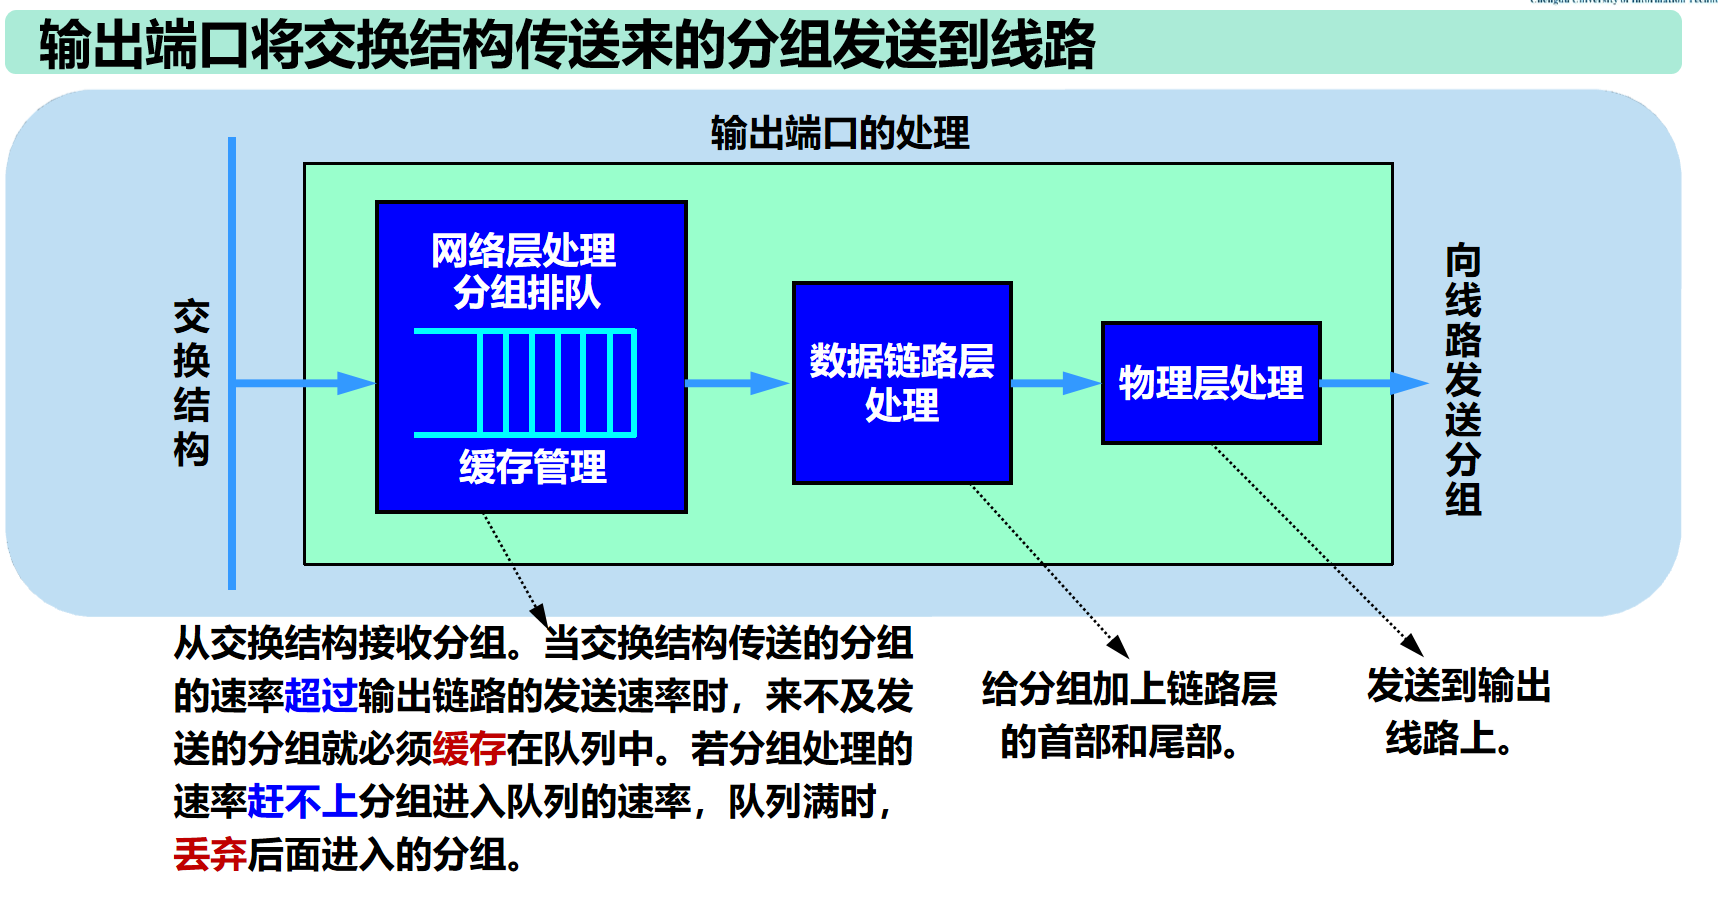 Chengdu University of Information Techno
输出端口将交换结构传送来的分组发送到线路
输出端口的处理
交换结构
网络层处理
分组排队
缓存管理
数据链路层
处理
物理层处理
向线路发送分组
从交换结构接收分组。当交换结构传送的分组
的速率超过输出链路的发送速率时，来不及发
送的分组就必须缓存在队列中。若分组处理的
速率赶不上分组进入队列的速率，队列满时，
丢弃后面进入的分组。
给分组加上链路层
的首部和尾部。
发送到输出
线路上。